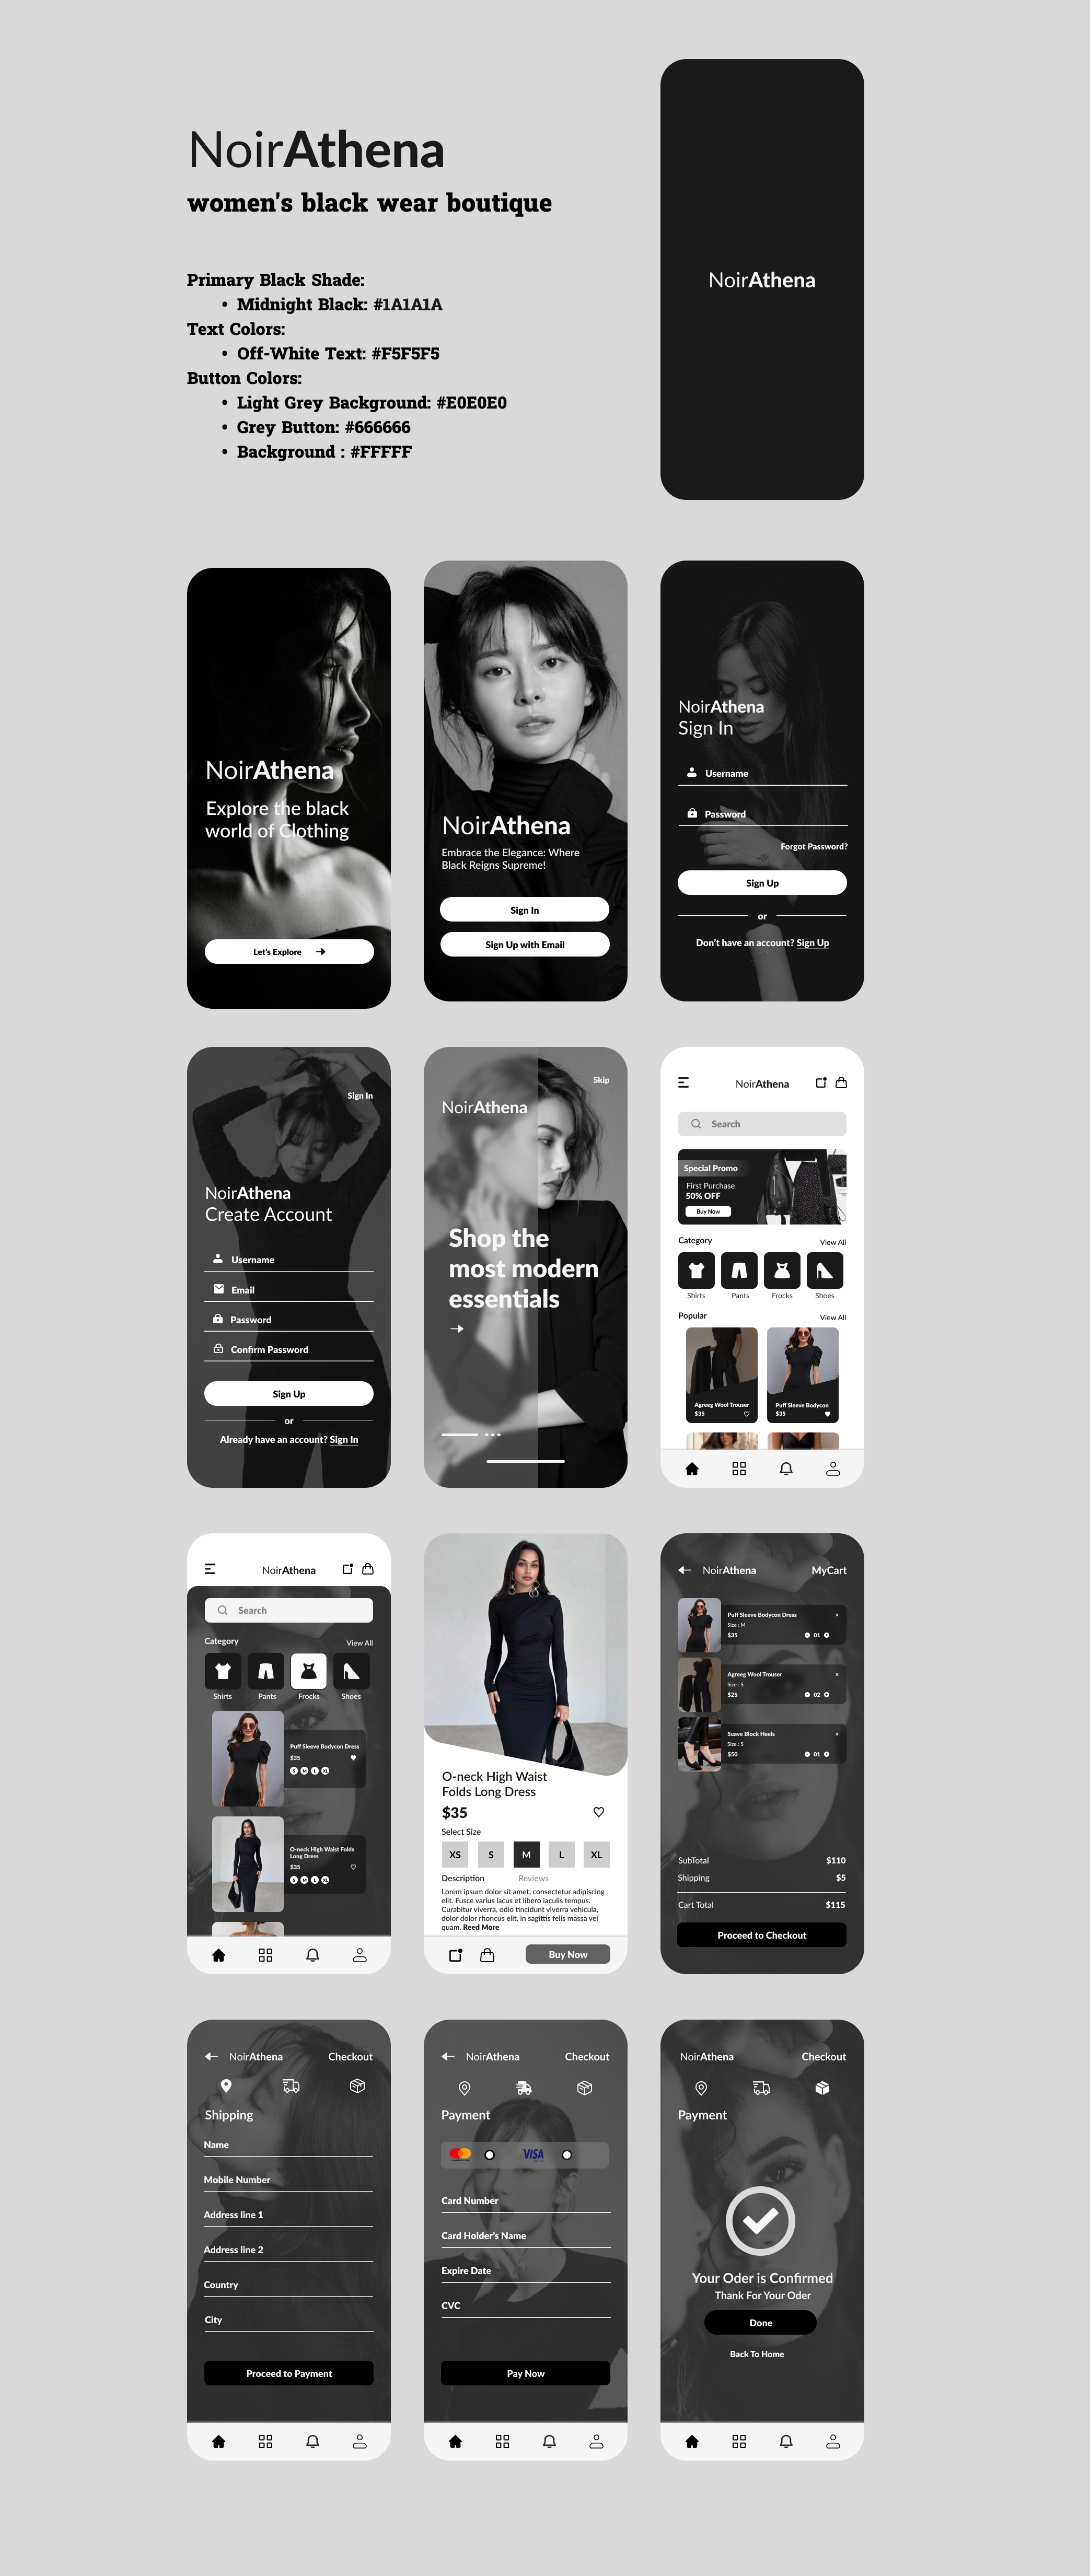 NoirAthena
women's black wear boutique
Primary Black Shade:
• Midnight Black: #1A1A1A
Text Colors:
• Off-White Text: #F5F5F5
Button Colors:
• Light Grey Background: #E0E0E0
• Grey Button: #666666
• Background : #FFFFF
NoirAthena
NoirAthena
Explore the black
world of Clothing
Let's Explore
NoirAthena
Embrace the Elegance: Where
Black Reigns Supreme!
Sign In
Sign Up with Email
NoirAthena
Sign In
Username
Password
Forgot Password?
Sign Up
or
Don't have an account? Sign Up
Sign In
NoirAthena
Create Account
Username
Email
Password
Confirm Password
Sign Up
or
Already have an account? Sign In
Skip
NoirAthena
Shop the
most modern
essentials
NoirAthena
Search
Special Promo
First Purchase
50% OFF
Buy Now
Category View All
Shirts Pants Frocks Shoes
Popular View All
Agreeg Wool Trouser
$35
Puff Sleeve Bodycon
$35
NoirAthena
Search
Category View All
Shirts Pants Frocks Shoes
Puff Sleeve Bodycon Dress
$35
S M L XL
O-neck High Waist Folds
Long Dress
$35
S M L XL
O-neck High Waist
Folds Long Dress
$35
Select Size
XS S M L XL
Description Reviews
Lorem ipsum dolor sit amet, consectetur adipiscing
elit. Fusce varius lacus et libero iaculis tempus.
Curabitur viverra, odio tincidunt viverra vehicula,
dolor dolor rhoncus elit, in sagittis felis massa vel
quam. Reed More
Buy Now
NoirAthena MyCart
Puff Sleeve Bodycon Dress x
Size : M
$35 01
Agreeg Wool Trouser x
Size : S
$25 02
Suave Block Heels x
Size : S
$50 01
SubTotal $110
Shipping $5
Cart Total $115
Proceed to Checkout
NoirAthena Checkout
Shipping
Name
Mobile Number
Address line 1
Address line 2
Country
City
Proceed to Payment
NoirAthena Checkout
Payment
VISA
Card Number
Card Holder's Name
Expire Date
CVC
Pay Now
NoirAthena Checkout
Payment
Your Oder is Confirmed
Thank For Your Oder
Done
Back To Home